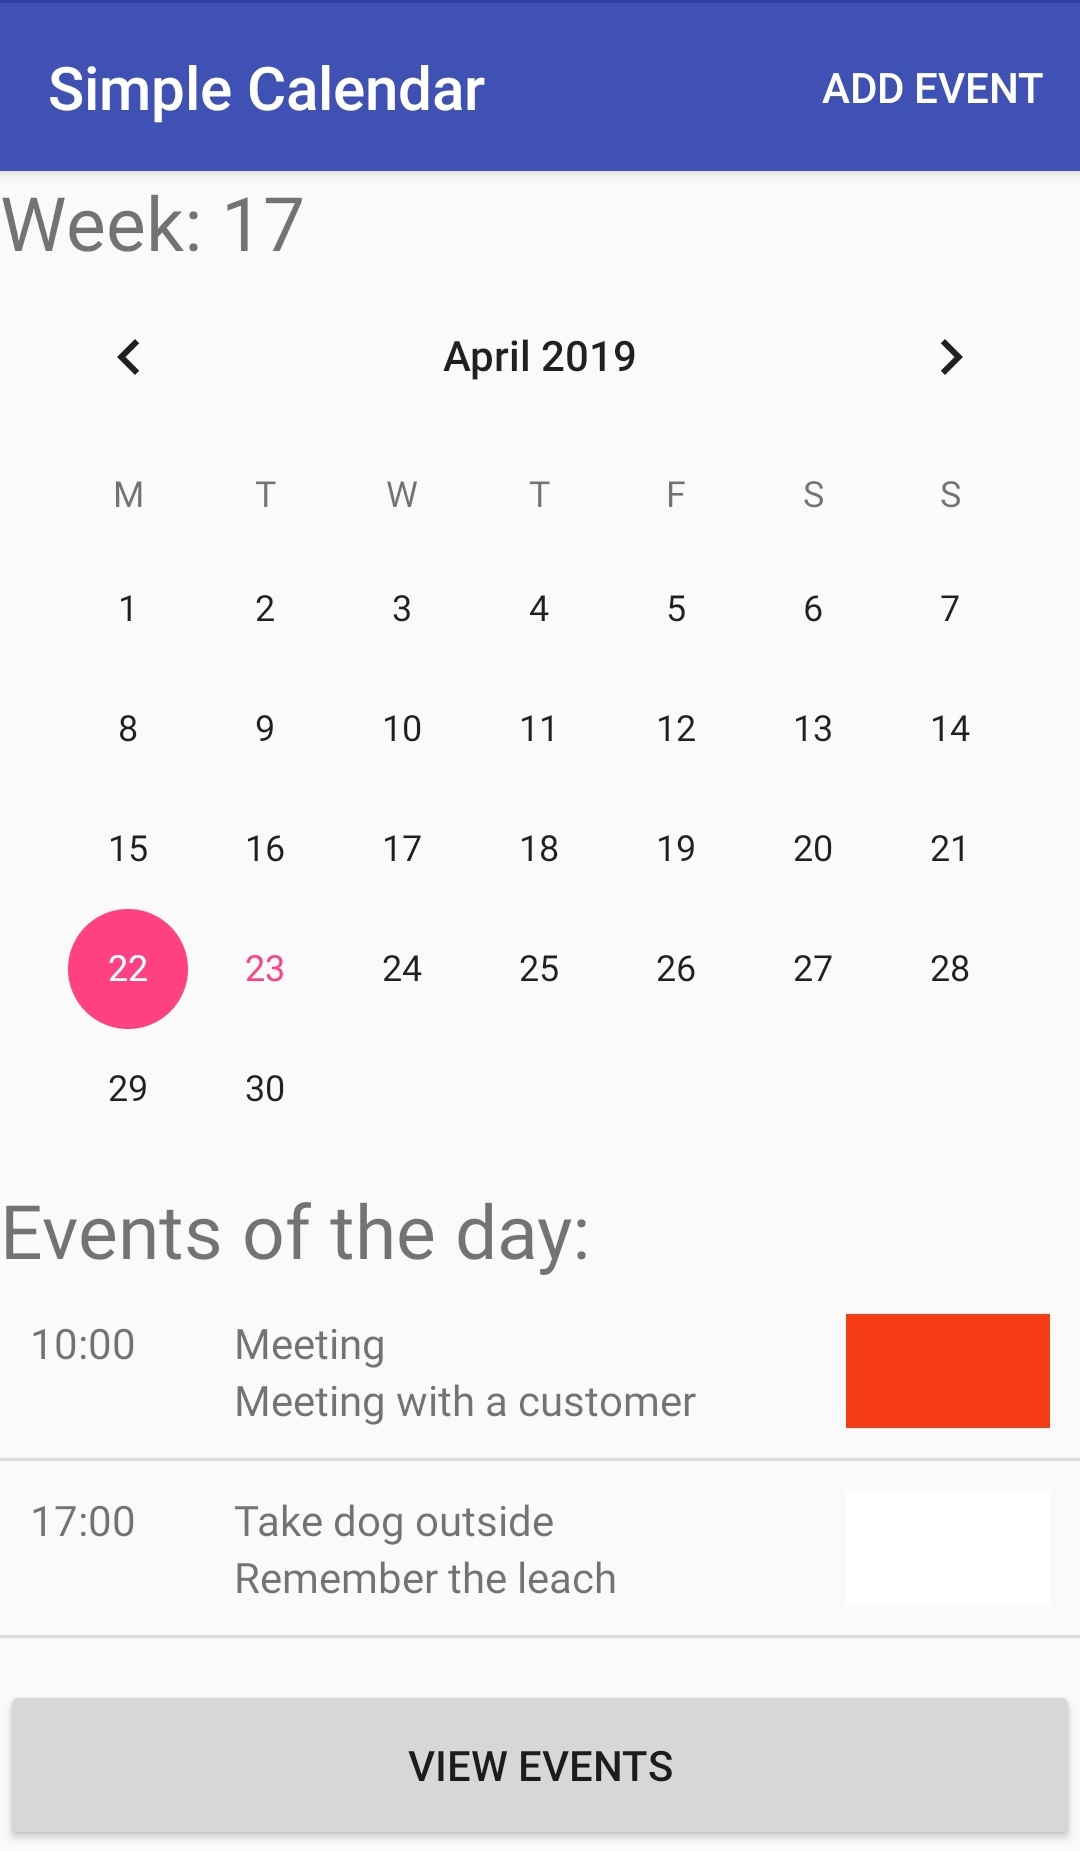 Simple Calendar ADD EVENT
Week: 17
April 2019
M T W T F S S
1 2 3 4 5 6 7
8 9 10 11 12 13 14
15 16 17 18 19 20 21
22 23 24 25 26 27 28
29 30
Events of the day:
10:00 Meeting
Meeting with a customer
17:00 Take dog outside
Remember the leach
VIEW EVENTS